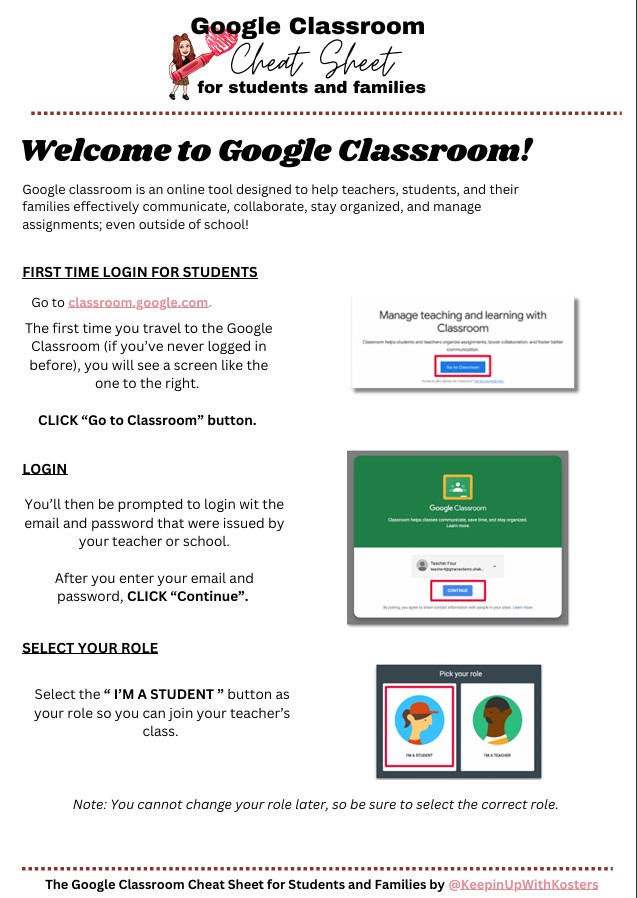 Google Classroom
Cheat Sheet
for students and families
Welcome to Google Classroom!
Google classroom is an online tool designed to help teachers, students, and their
families effectively communicate, collaborate, stay organized, and manage
assignments; even outside of school!
FIRST TIME LOGIN FOR STUDENTS
Go to classroom.google.com.
The first time you travel to the Google
Classroom (if you’ve never logged in
before), you will see a screen like the
one to the right.
CLICK “Go to Classroom” button.
Manage teaching and learning with
Classroom
Classroom helps students and teachers organize assignments, boost collaboration, and foster better
communication.
Go to Classroom
LOGIN
You’ll then be prompted to login wit the
email and password that were issued by
your teacher or school.
After you enter your email and
password, CLICK “Continue”.
Google Classroom
Classroom helps classes communicate, save time, and stay organized.
Learn more
Teacher Four
CONTINUE
By joining, you agree to share contact information with people in your class. Learn more
SELECT YOUR ROLE
Select the “ I’M A STUDENT ” button as
your role so you can join your teacher’s
class.
Pick your role
I'M A STUDENT
I'M A TEACHER
Note: You cannot change your role later, so be sure to select the correct role.
The Google Classroom Cheat Sheet for Students and Families by @KeepinUpWithKosters